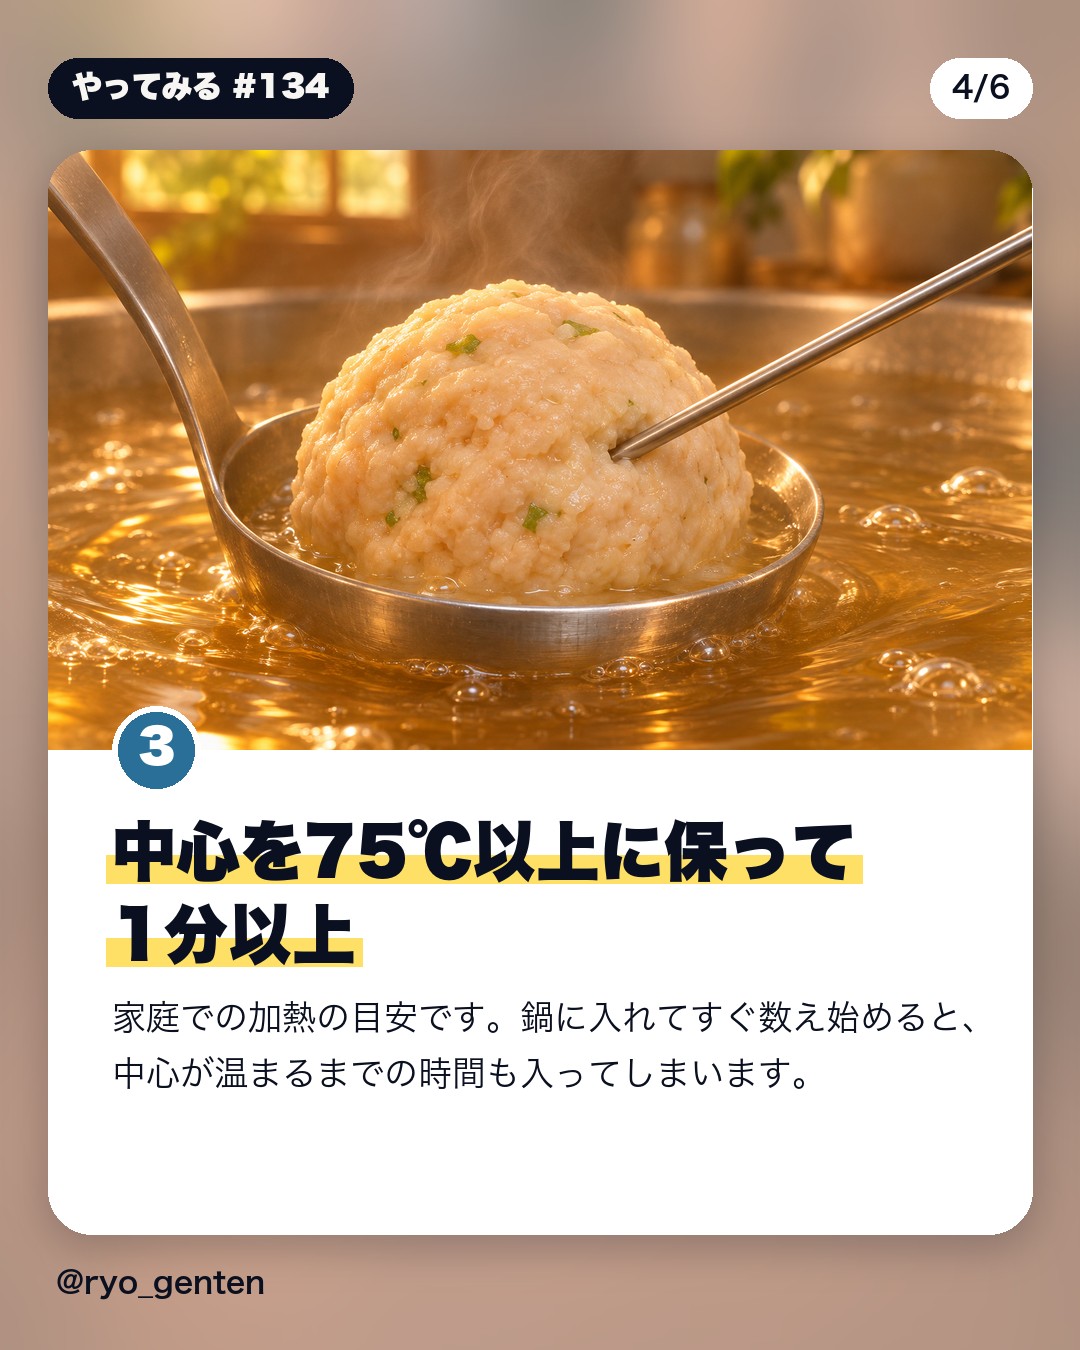 やってみる #134
4/6
3
中心を75℃以上に保って
1分以上
家庭での加熱の目安です。鍋に入れてすぐ数え始めると、
中心が温まるまでの時間も入ってしまいます。
@ryo_genten